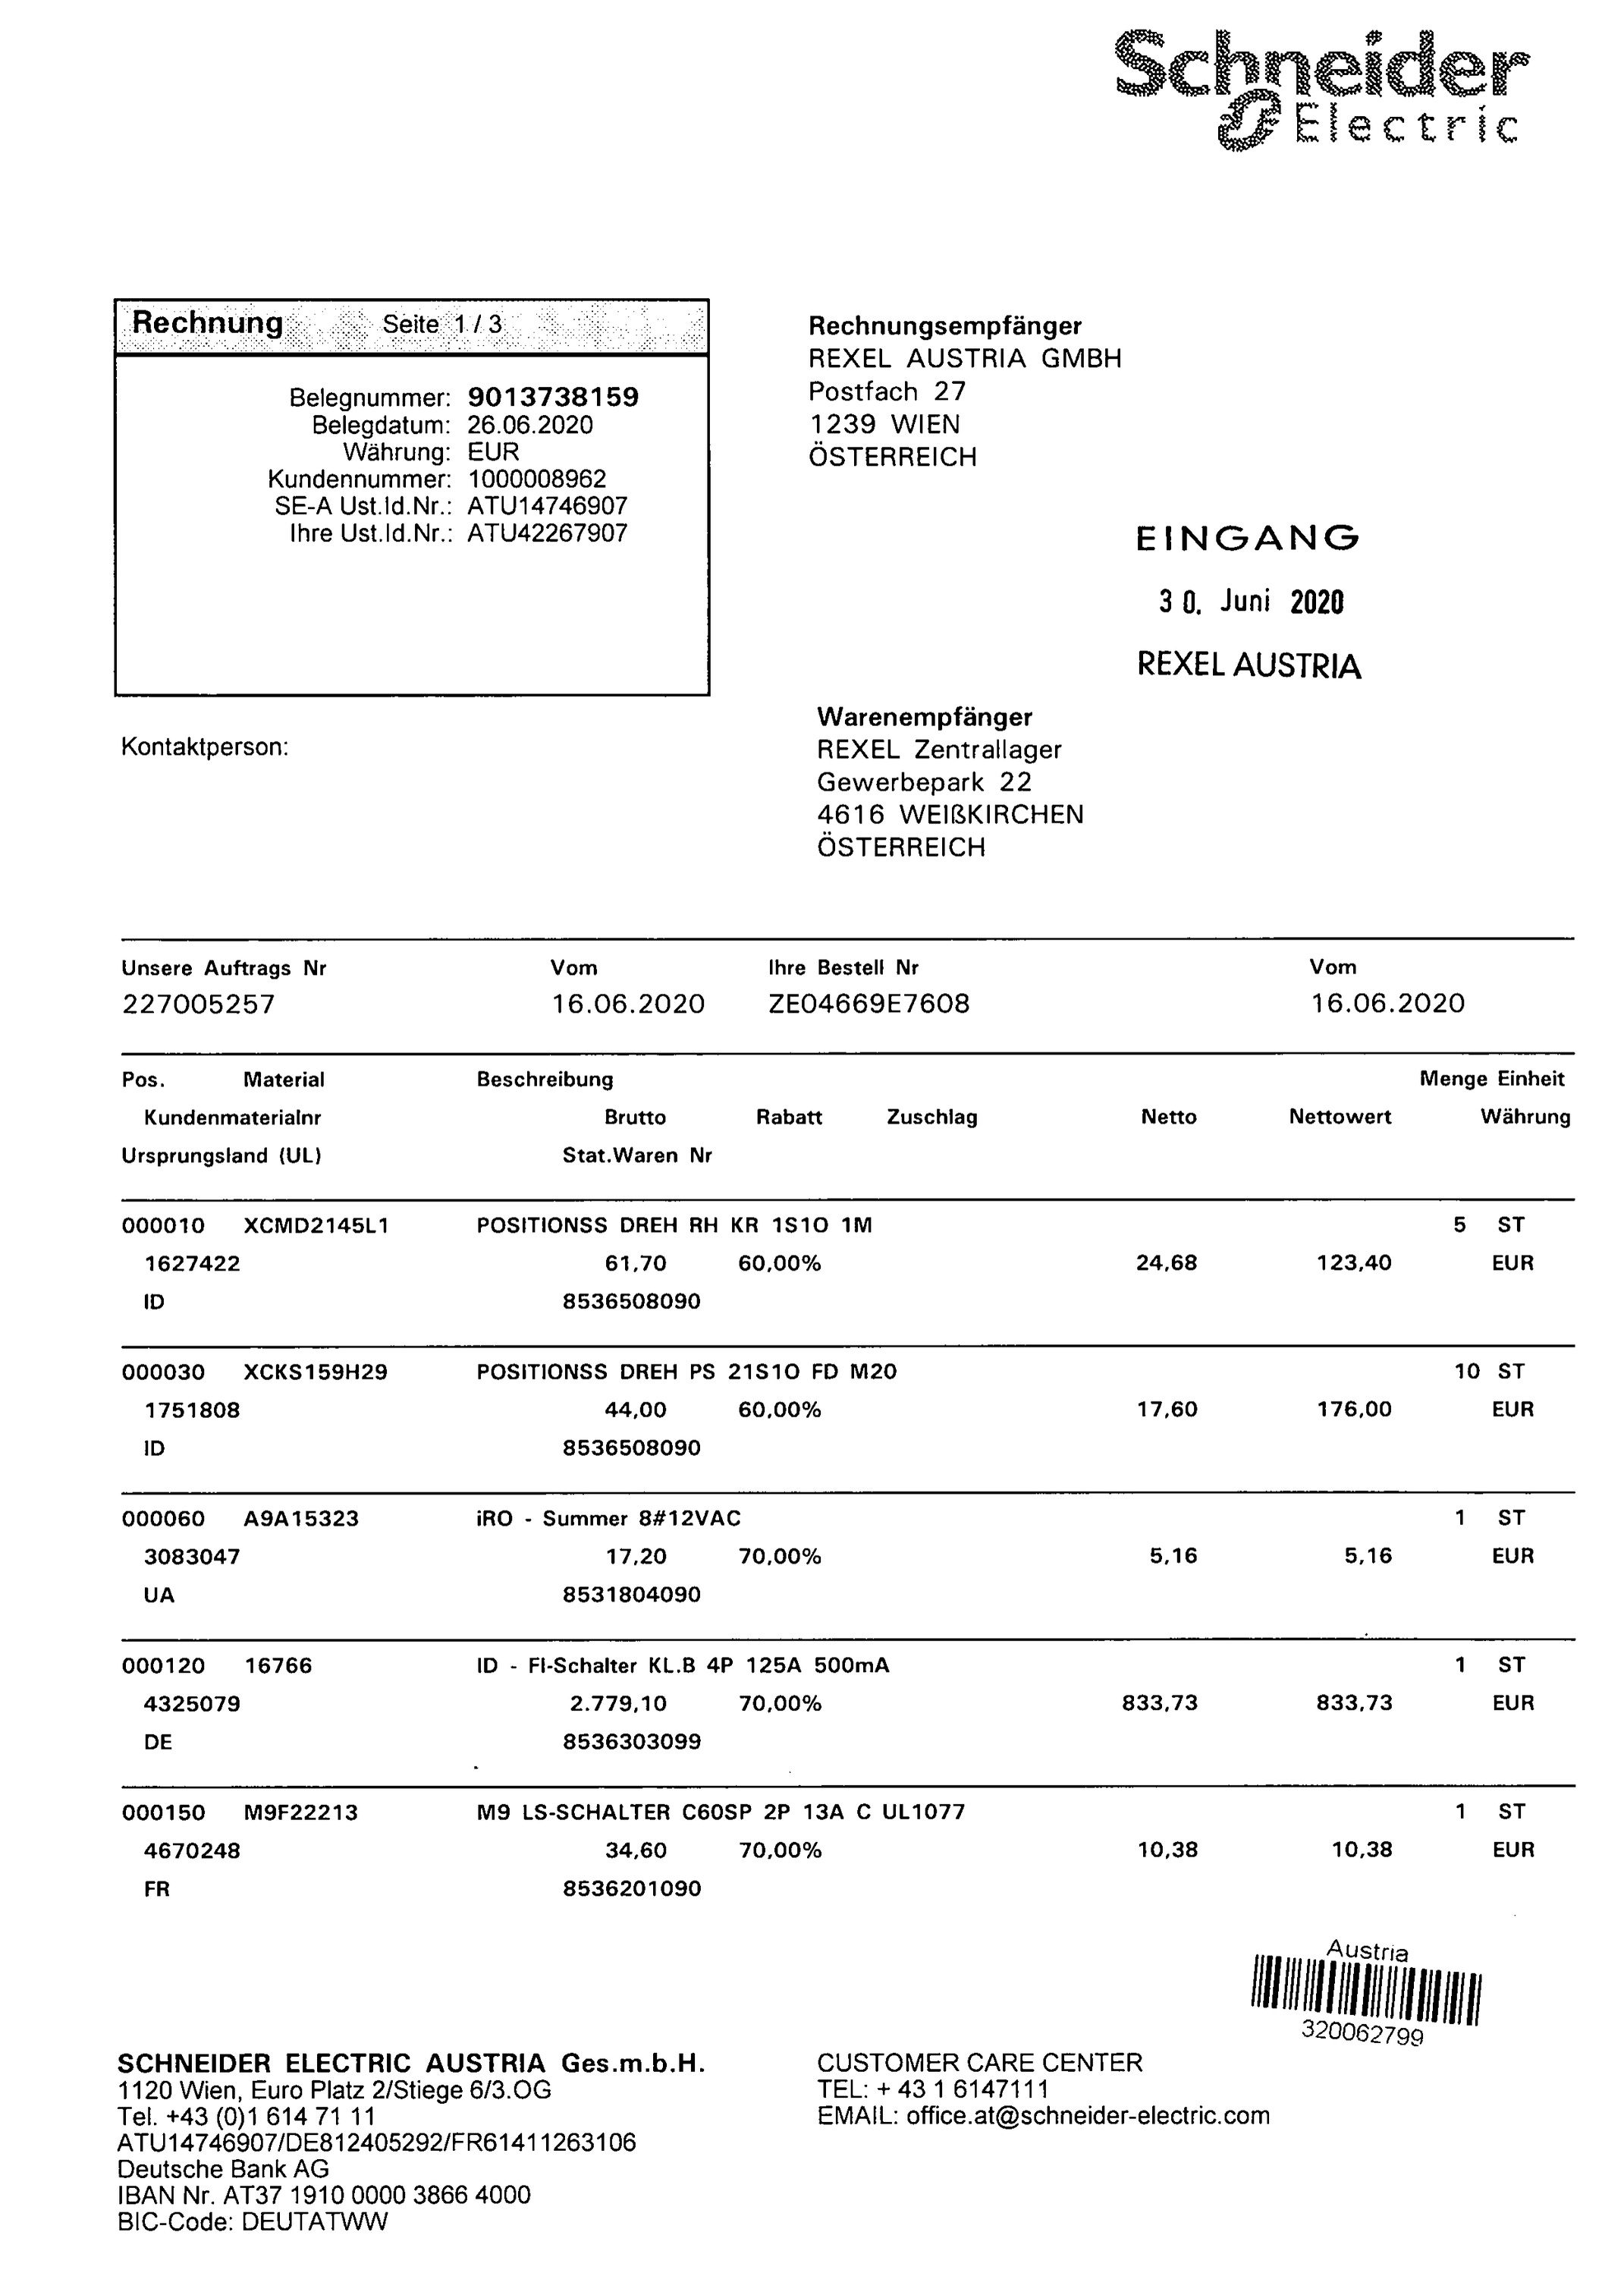 Schneider
Electric
Rechnung Seite 1 / 3
Belegnummer: 9013738159
Belegdatum: 26.06.2020
Währung: EUR
Kundennummer: 1000008962
SE-A Ust.Id.Nr.: ATU14746907
Ihre Ust.Id.Nr.: ATU42267907
Rechnungsempfänger
REXEL AUSTRIA GMBH
Postfach 27
1239 WIEN
ÖSTERREICH
EINGANG
30. Juni 2020
REXEL AUSTRIA
Kontaktperson:
Warenempfänger
REXEL Zentrallager
Gewerbepark 22
4616 WEIßKIRCHEN
ÖSTERREICH
Unsere Auftrags Nr Vom Ihre Bestell Nr Vom
227005257 16.06.2020 ZE04669E7608 16.06.2020
Pos. Material Beschreibung Menge Einheit
Kundenmaterialnr Brutto Rabatt Zuschlag Netto Nettowert Währung
Ursprungsland (UL) Stat.Waren Nr
000010 XCMD2145L1 POSITIONSS DREH RH KR 1S1O 1M 5 ST
1627422 61,70 60,00% 24,68 123,40 EUR
ID 8536508090
000030 XCKS159H29 POSITIONSS DREH PS 21S1O FD M20 10 ST
1751808 44,00 60,00% 17,60 176,00 EUR
ID 8536508090
000060 A9A15323 iRO - Summer 8#12VAC 1 ST
3083047 17,20 70,00% 5,16 5,16 EUR
UA 8531804090
000120 16766 ID - FI-Schalter KL.B 4P 125A 500mA 1 ST
4325079 2.779,10 70,00% 833,73 833,73 EUR
DE 8536303099
000150 M9F22213 M9 LS-SCHALTER C60SP 2P 13A C UL1077 1 ST
4670248 34,60 70,00% 10,38 10,38 EUR
FR 8536201090
Austria
320062799
SCHNEIDER ELECTRIC AUSTRIA Ges.m.b.H.
1120 Wien, Euro Platz 2/Stiege 6/3.OG
Tel. +43 (0)1 614 71 11
ATU14746907/DE812405292/FR61411263106
Deutsche Bank AG
IBAN Nr. AT37 1910 0000 3866 4000
BIC-Code: DEUTATWW
CUSTOMER CARE CENTER
TEL: + 43 1 6147111
EMAIL: office.at@schneider-electric.com